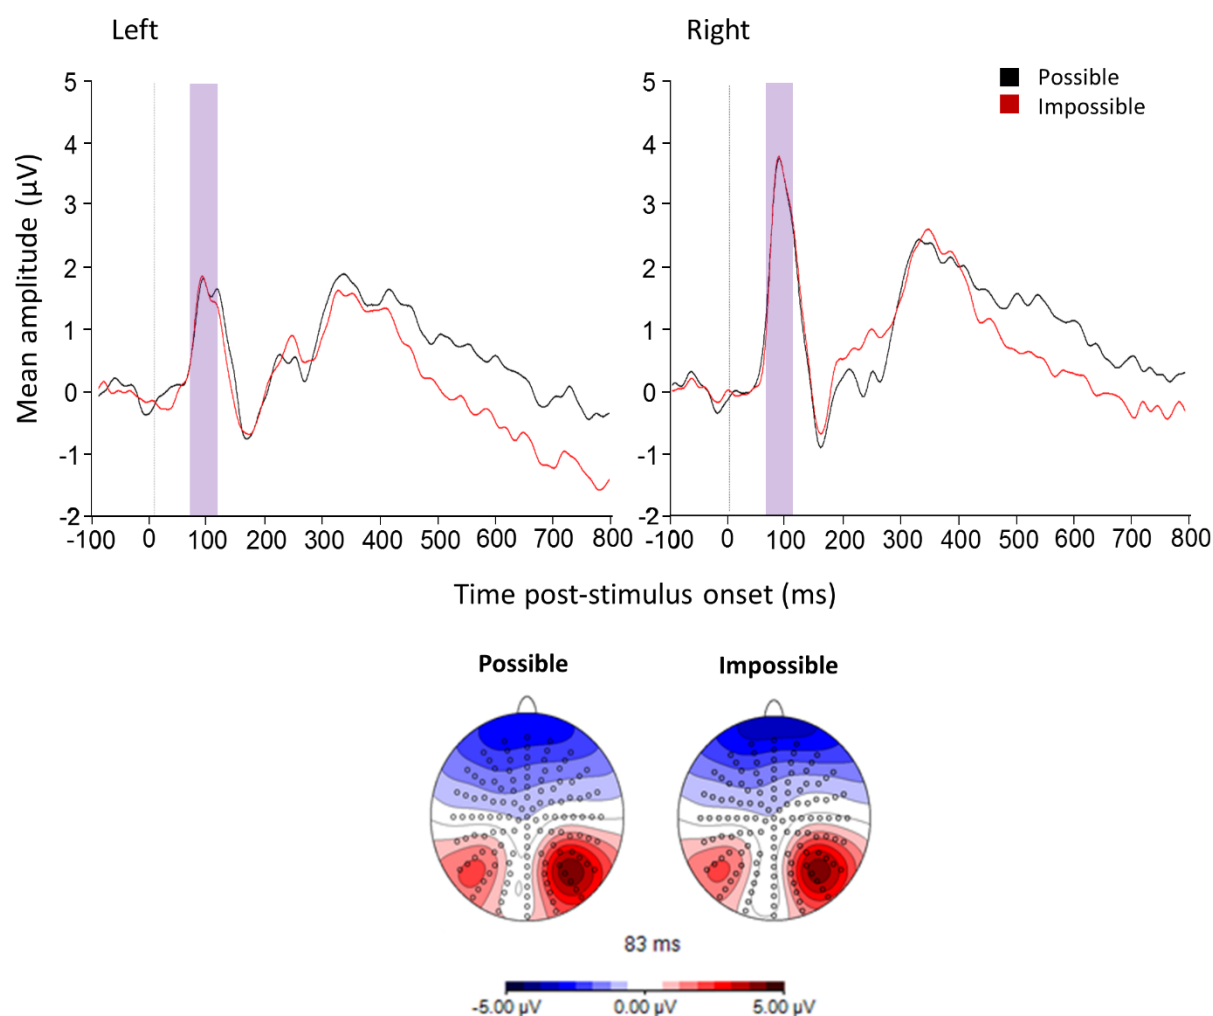 Left
Right
Possible
Impossible
Mean amplitude (µV)
5
4
3
2
1
0
-1
-2
-100 0 100 200 300 400 500 600 700 800
5
4
3
2
1
0
-1
-2
-100 0 100 200 300 400 500 600 700 800
Time post-stimulus onset (ms)
Possible Impossible
83 ms
-5.00 µV 0.00 µV 5.00 µV